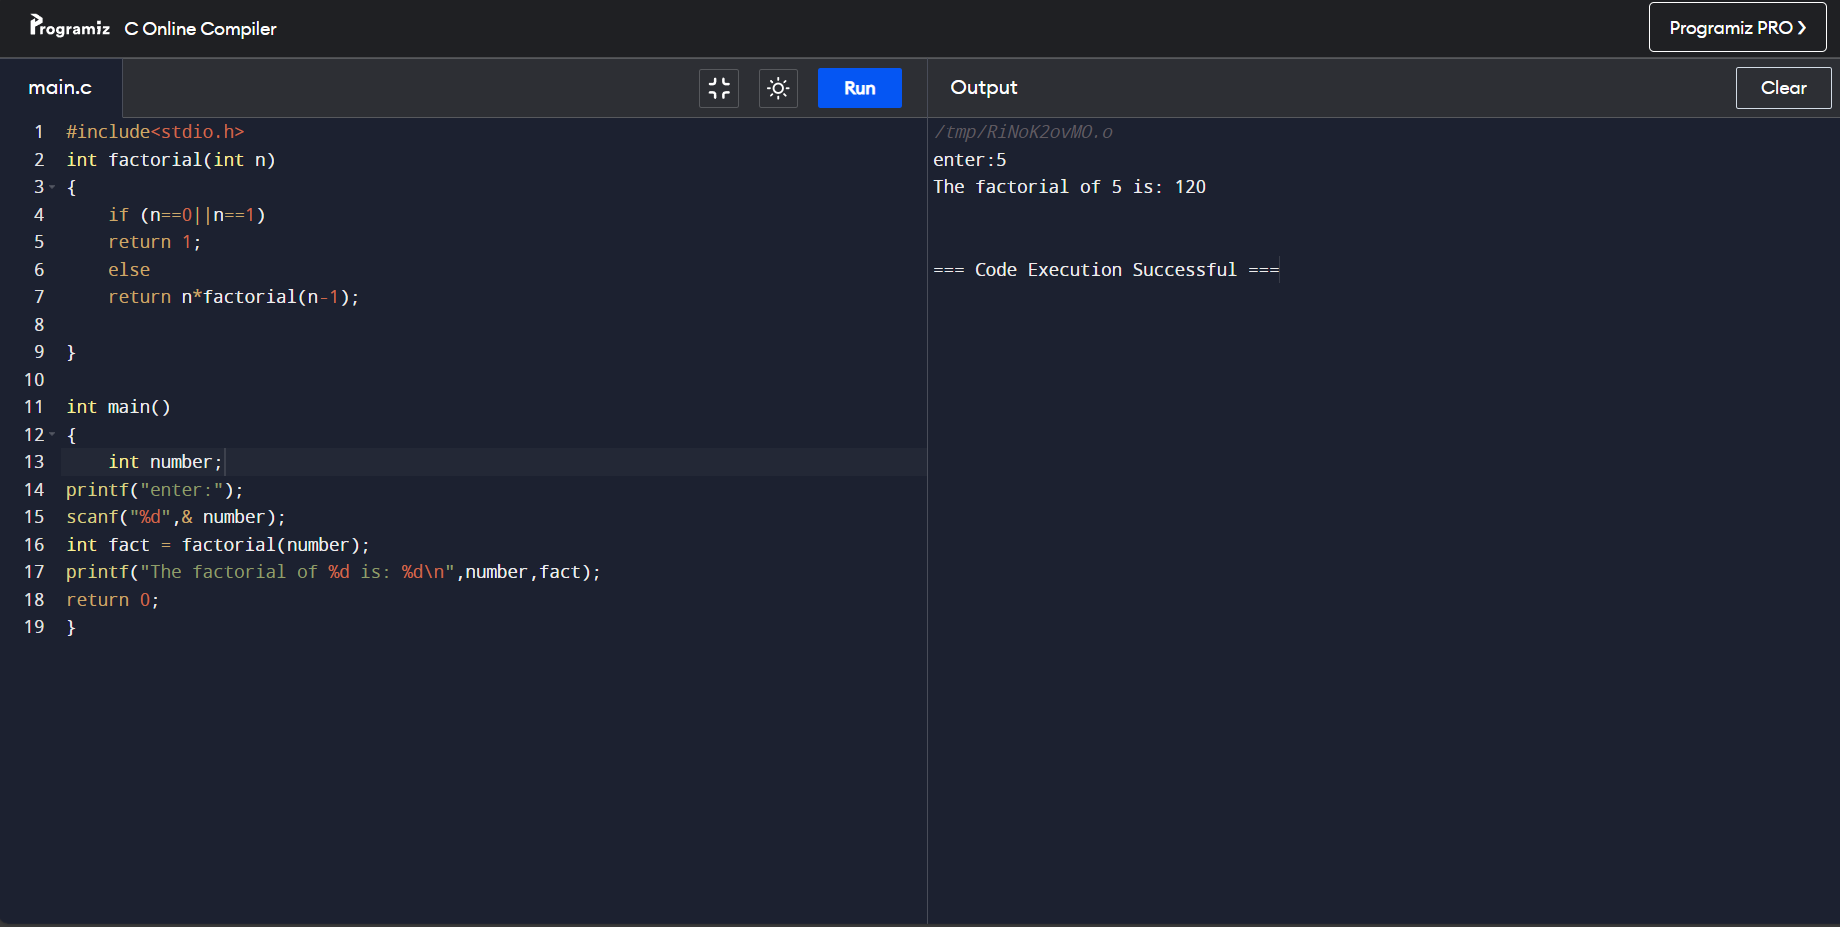 Programiz C Online Compiler
Programiz PRO ❯
main.c
Run
Output
Clear
1 #include<stdio.h>
2 int factorial(int n)
3 {
4     if (n==0||n==1)
5     return 1;
6     else
7     return n*factorial(n-1);
8
9 }
10
11 int main()
12 {
13     int number;
14 printf("enter:");
15 scanf("%d",& number);
16 int fact = factorial(number);
17 printf("The factorial of %d is: %d\n",number,fact);
18 return 0;
19 }
/tmp/RiNoK2ovMO.o
enter:5
The factorial of 5 is: 120
=== Code Execution Successful ===